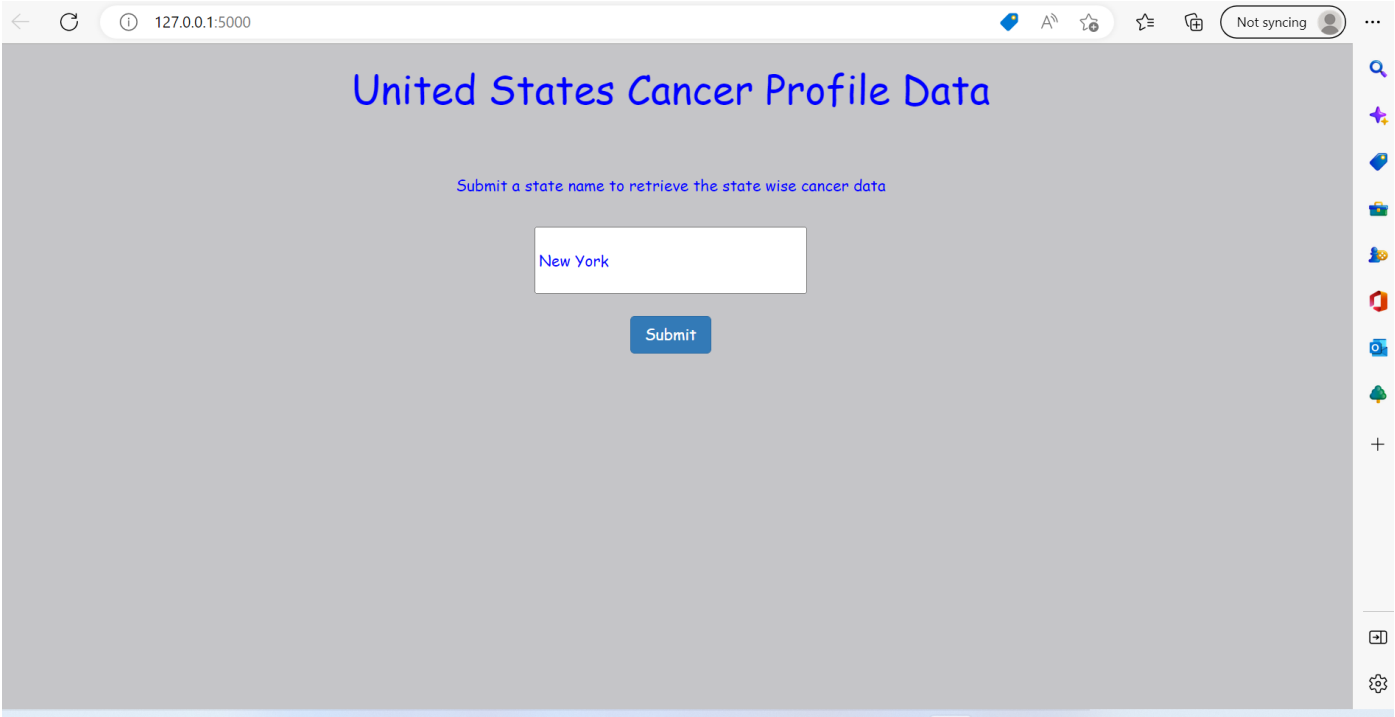 127.0.0.1:5000
Not syncing
United States Cancer Profile Data
Submit a state name to retrieve the state wise cancer data
New York
Submit